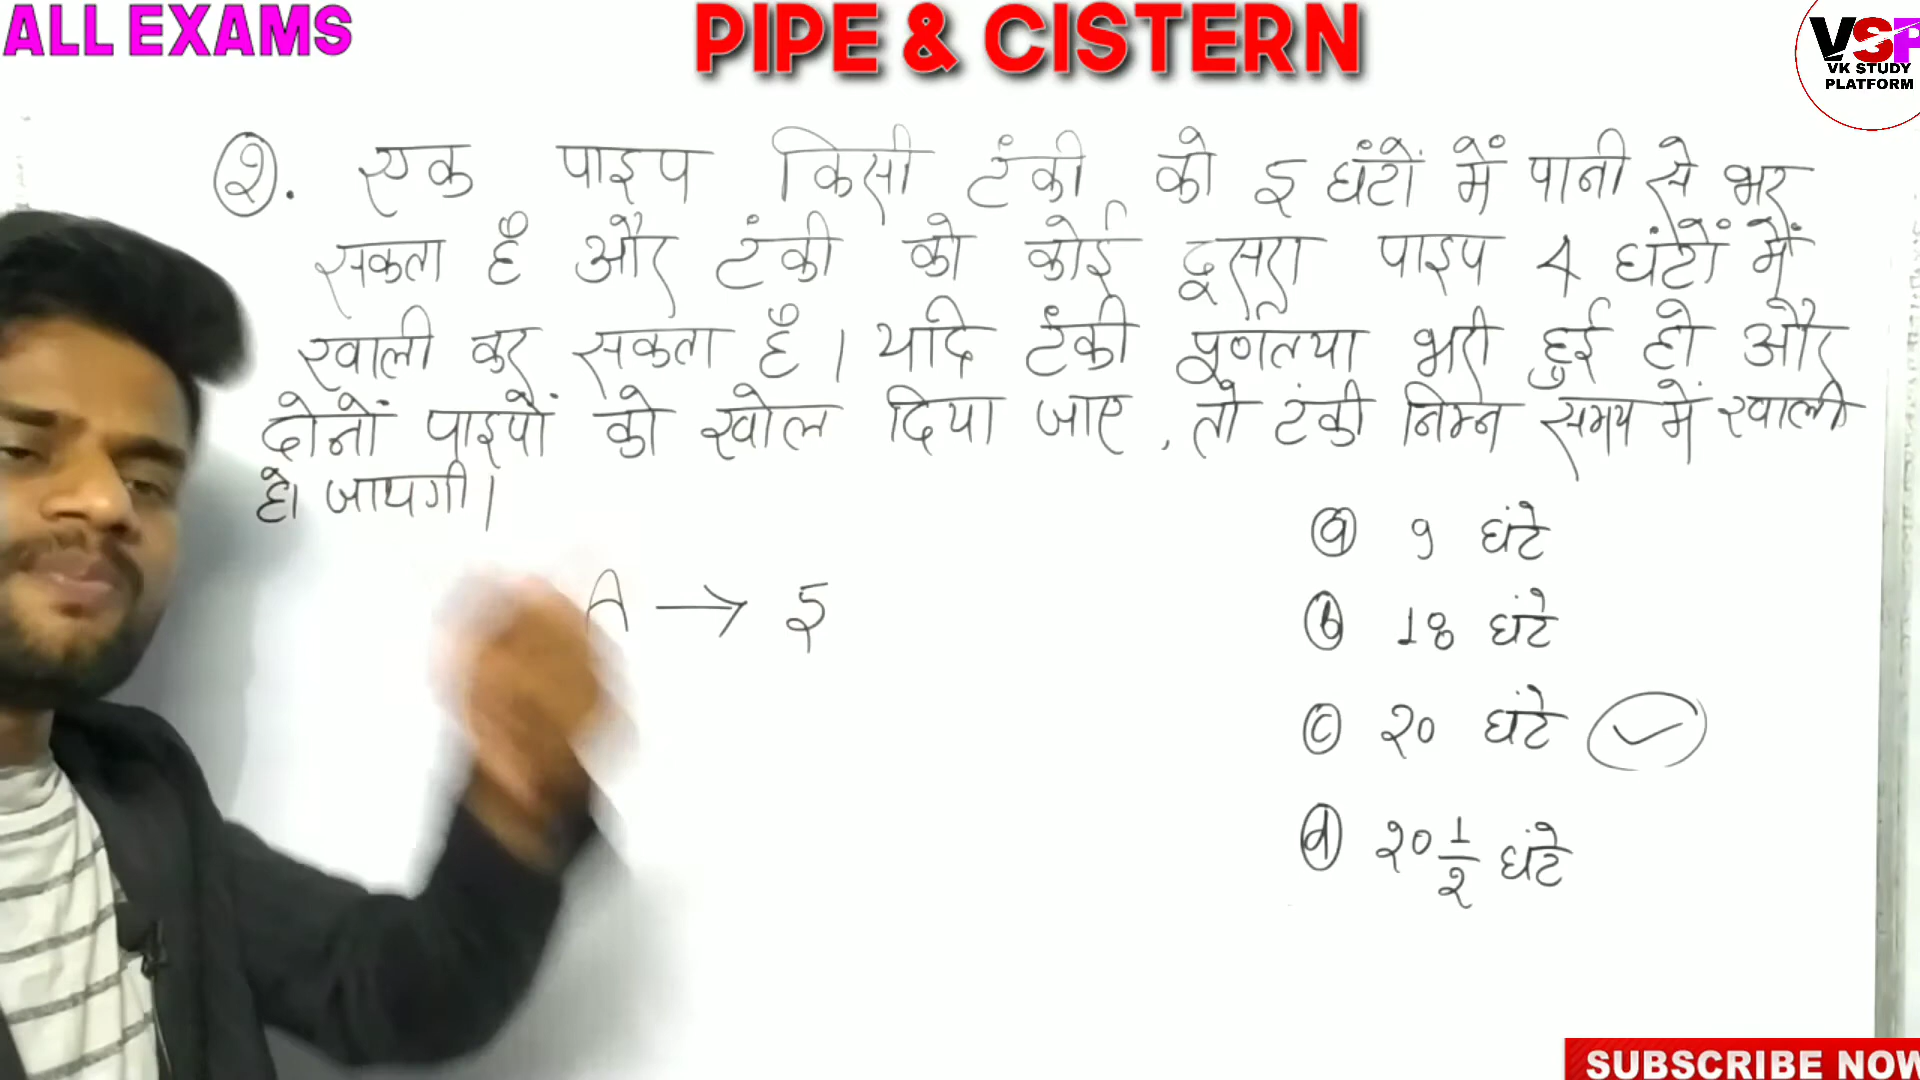 ALL EXAMS
PIPE & CISTERN
VSP
VK STUDY
PLATFORM
2. एक पाइप किसी टंकी को 5 घंटों में पानी से भर
सकता है और टंकी को कोई दूसरा पाइप 4 घंटों में
खाली कर सकता है। यदि टंकी पूर्णतया भरी हुई हो और
दोनों पाइपों को खोल दिया जाए, तो टंकी निम्न समय में खाली
हो जायगी।
A → 5
(a) 9 घंटे
(b) 18 घंटे
(c) 20 घंटे ✓
(d) 20 1/2 घंटे
SUBSCRIBE NOW